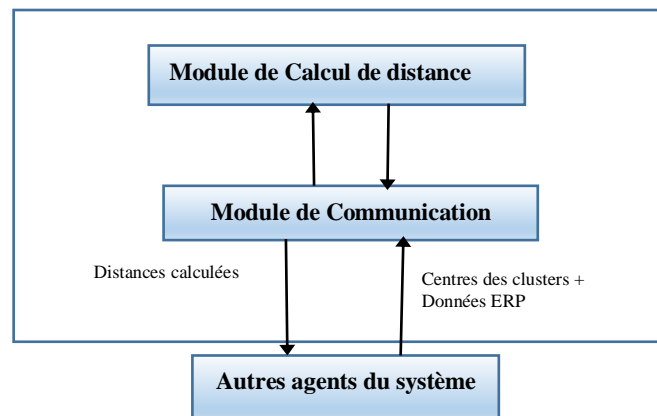 Module de Calcul de distance
Module de Communication
Distances calculées
Centres des clusters +
Données ERP
Autres agents du système